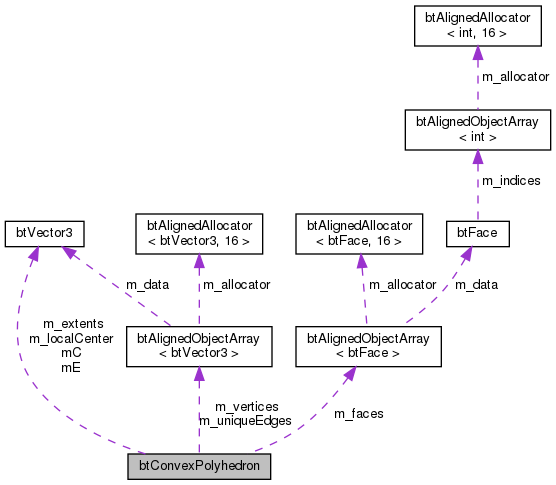 btAlignedAllocator
< int, 16 >
m_allocator
btAlignedObjectArray
< int >
m_indices
btVector3
btAlignedAllocator
< btVector3, 16 >
btAlignedAllocator
< btFace, 16 >
btFace
m_data
m_allocator
m_allocator
m_data
m_extents
m_localCenter
mC
mE
btAlignedObjectArray
< btVector3 >
btAlignedObjectArray
< btFace >
m_vertices
m_uniqueEdges
m_faces
btConvexPolyhedron